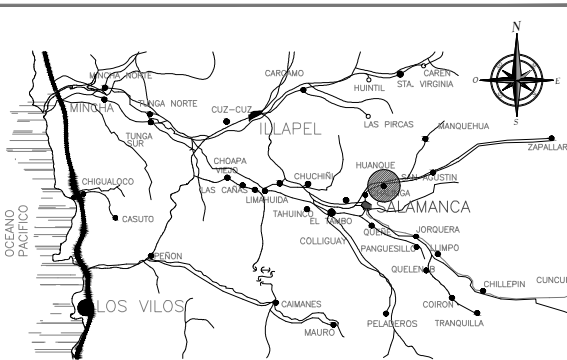 N
O
E
S
MINCHA NORTE
MINCHA
TUNGA NORTE
TUNGA
SUR
CUZ-CUZ
ILLAPEL
CARCAMO
HUINTIL
CAREN
STA. VIRGINIA
LAS PIRCAS
MANQUEHUA
ZAPALLAR
HUANQUE
SAN AGUSTIN
CHOAPA
VIEJO
CHUCHIÑI
CHIGUALOCO
LAS CAÑAS
LIMAHUIDA
SALAMANCA
TAHUINCO
EL TAMBO
CASUTO
COLLIGUAY
QUERE
JORQUERA
PANGUESILLO
LLIMPO
OCEANO
PACIFICO
PEÑON
QUELEN
CHILLEPIN
CUNCU
LOS VILOS
CAIMANES
COIRON
MAURO
PELADEROS
TRANQUILLA